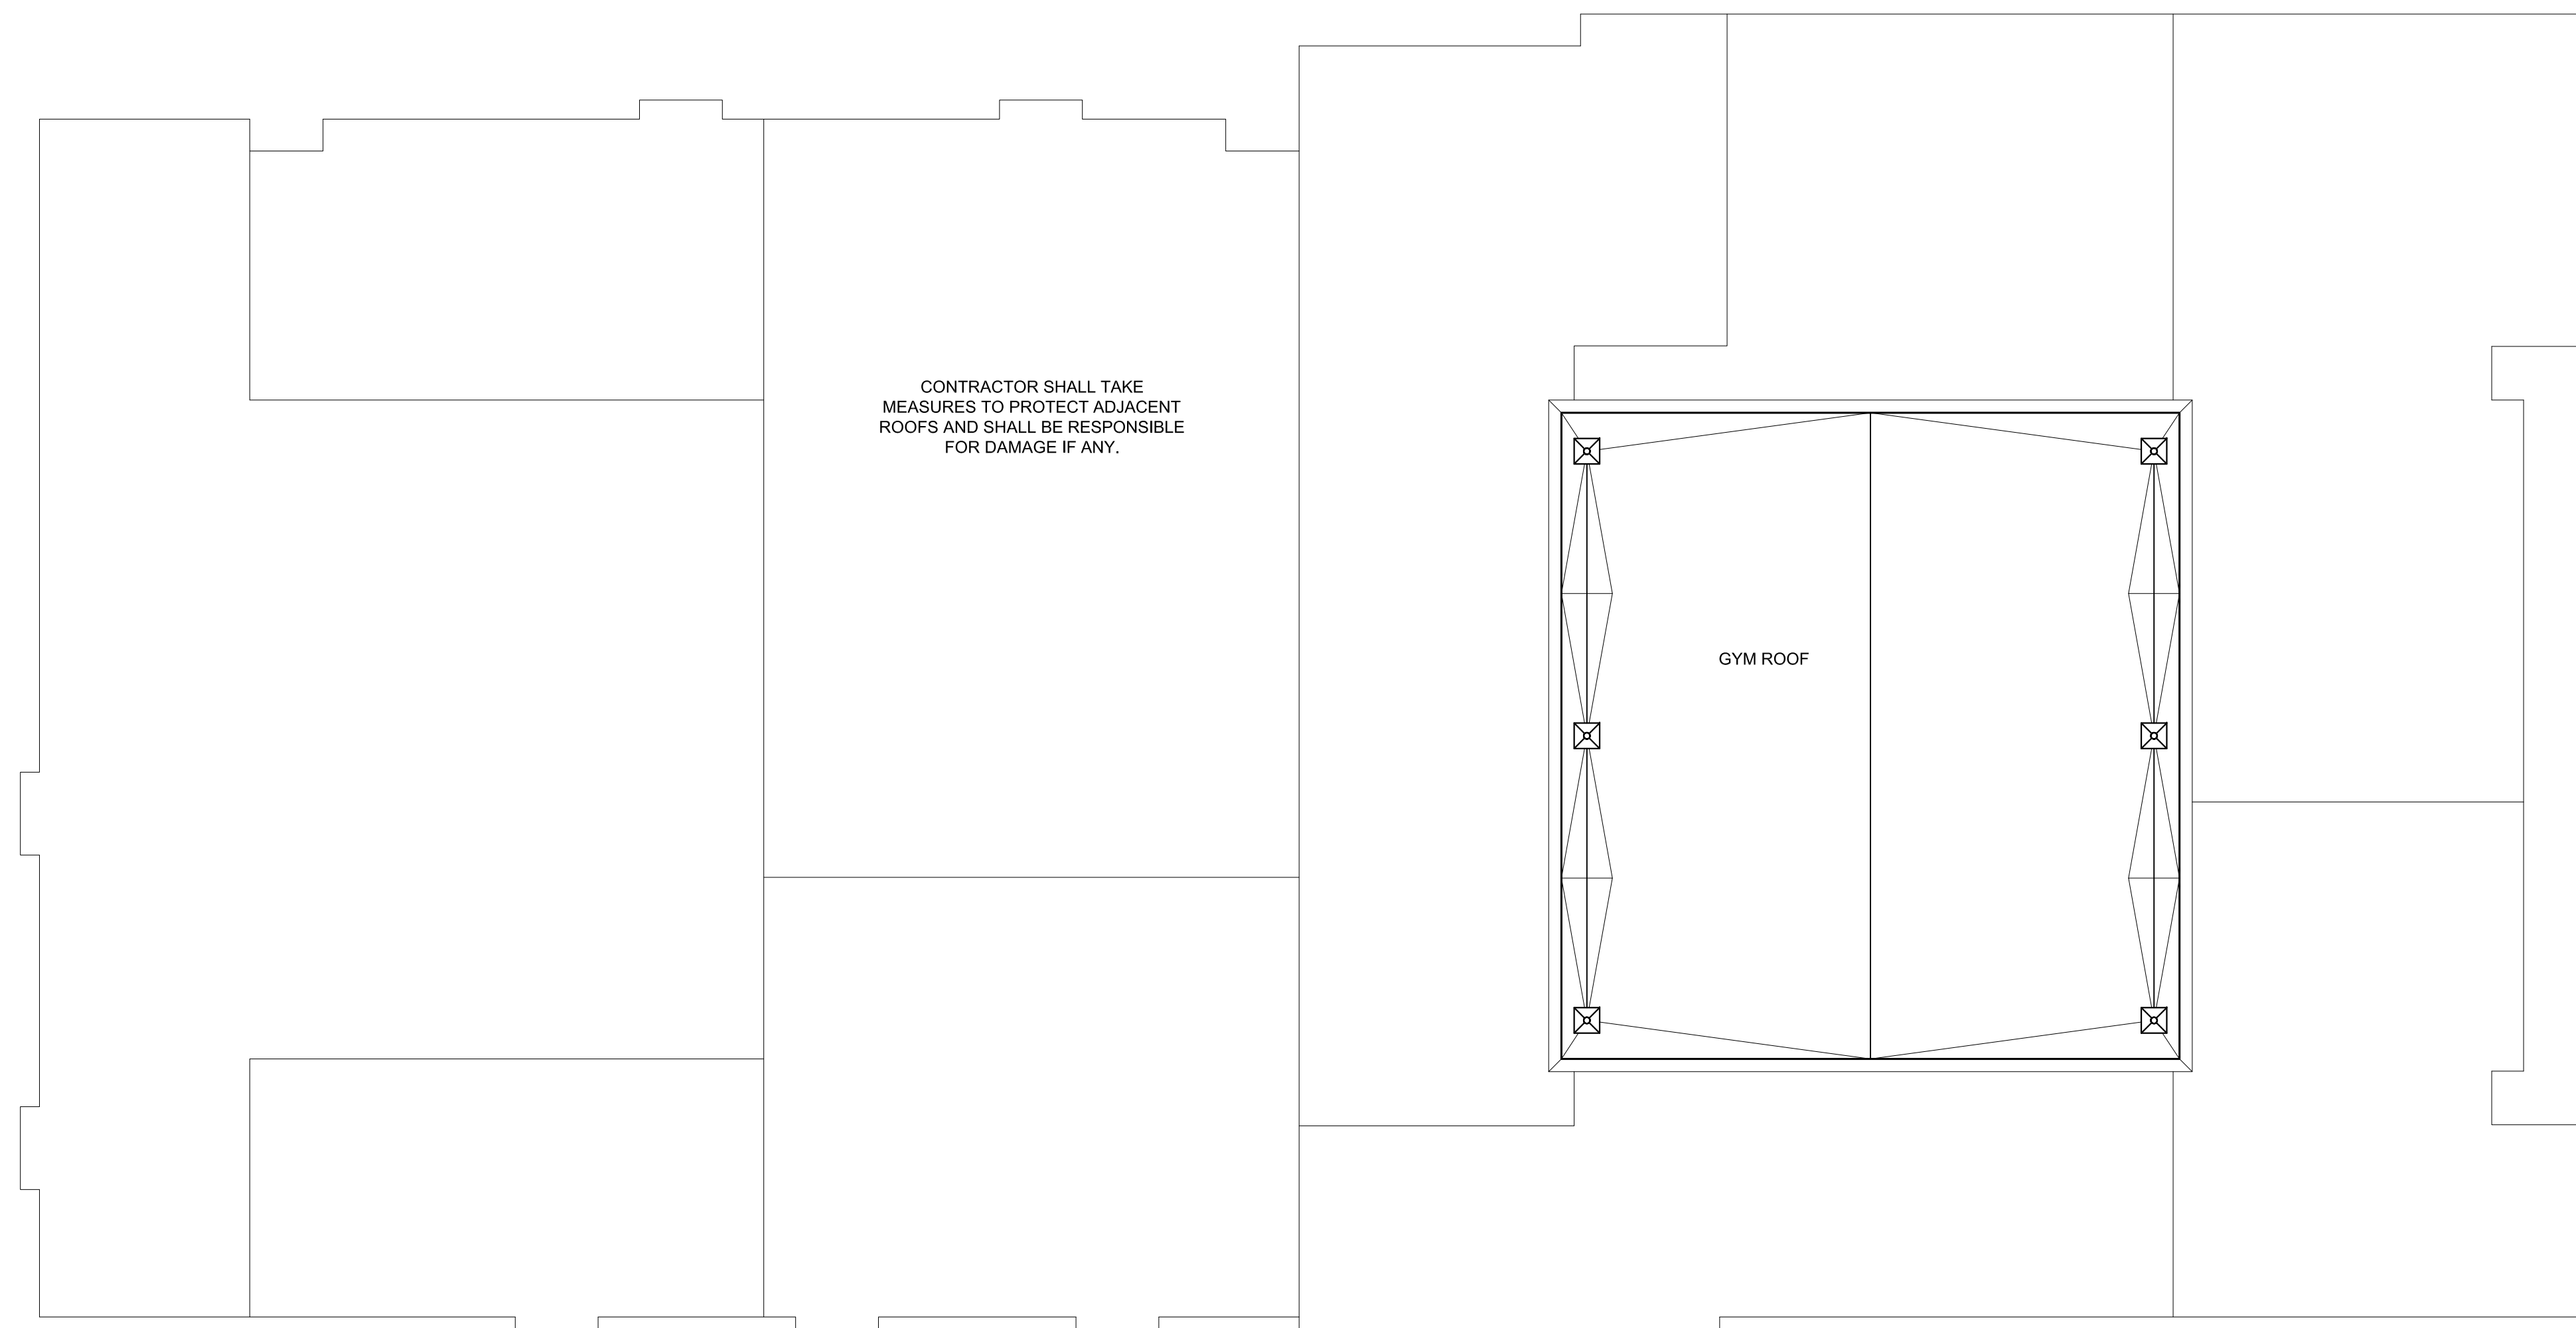 CONTRACTOR SHALL TAKE
MEASURES TO PROTECT ADJACENT
ROOFS AND SHALL BE RESPONSIBLE
FOR DAMAGE IF ANY.
GYM ROOF